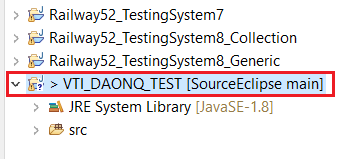 Railway52_TestingSystem7
Railway52_TestingSystem8_Collection
Railway52_TestingSystem8_Generic
> VTI_DAONQ_TEST [SourceEclipse main]
JRE System Library [JavaSE-1.8]
src